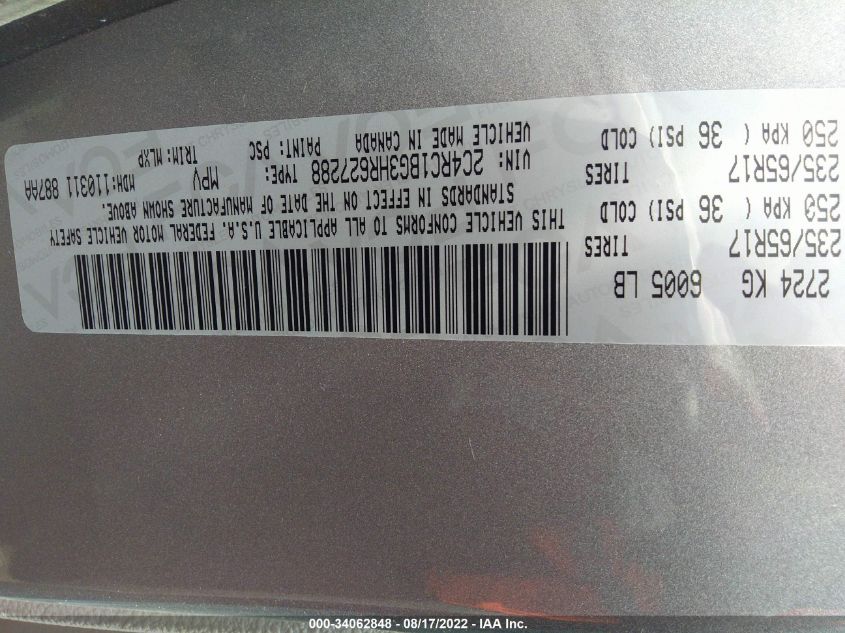 2724 KG 6005 LB
235/65R17 TIRES
250 KPA ( 36 PSI) COLD
235/65R17 TIRES
250 KPA ( 36 PSI) COLD
THIS VEHICLE CONFORMS TO ALL APPLICABLE U.S.A. FEDERAL MOTOR VEHICLE SAFETY
STANDARDS IN EFFECT ON THE DATE OF MANUFACTURE SHOWN ABOVE.
VIN: 2C4RC1BG3HR627288 TYPE: MPV MDH:110311 887AA
VEHICLE MADE IN CANADA PAINT: PSC TRIM: MLXP
000-34062848 - 08/17/2022 - IAA Inc.